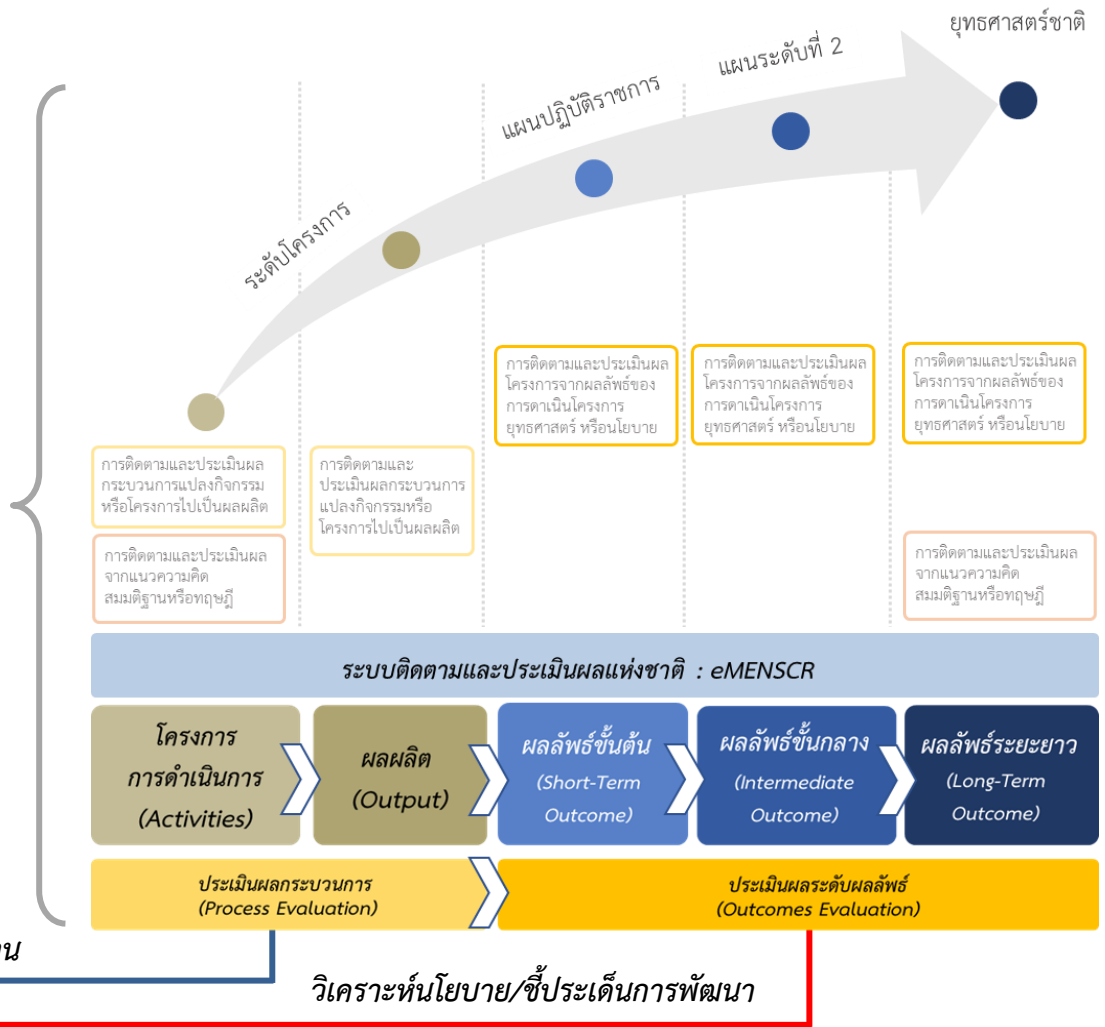 ยุทธศาสตร์ชาติ
แผนระดับที่ 2
แผนปฏิบัติราชการ
ระดับโครงการ
การติดตามและประเมินผล
โครงการจากผลลัพธ์ของ
การดาเนินโครงการ
ยุทธศาสตร์ หรือนโยบาย
การติดตามและประเมินผล
โครงการจากผลลัพธ์ของ
การดาเนินโครงการ
ยุทธศาสตร์ หรือนโยบาย
การติดตามและประเมินผล
โครงการจากผลลัพธ์ของ
การดาเนินโครงการ
ยุทธศาสตร์ หรือนโยบาย
การติดตามและประเมินผล
กระบวนการแปลงกิจกรรม
หรือโครงการไปเป็นผลผลิต
การติดตามและ
ประเมินผลกระบวนการ
แปลงกิจกรรมหรือ
โครงการไปเป็นผลผลิต
การติดตามและประเมินผล
จากแนวความคิด
สมมติฐานหรือทฤษฎี
การติดตามและประเมินผล
จากแนวความคิด
สมมติฐานหรือทฤษฎี
ระบบติดตามและประเมินผลแห่งชาติ : eMENSCR
โครงการ
การดำเนินการ
(Activities)
ผลผลิต
(Output)
ผลลัพธ์ขั้นต้น
(Short-Term
Outcome)
ผลลัพธ์ขั้นกลาง
(Intermediate
Outcome)
ผลลัพธ์ระยะยาว
(Long-Term
Outcome)
ประเมินผลกระบวนการ
(Process Evaluation)
ประเมินผลระดับผลลัพธ์
(Outcomes Evaluation)
วิเคราะห์นโยบาย/ชี้ประเด็นการพัฒนา